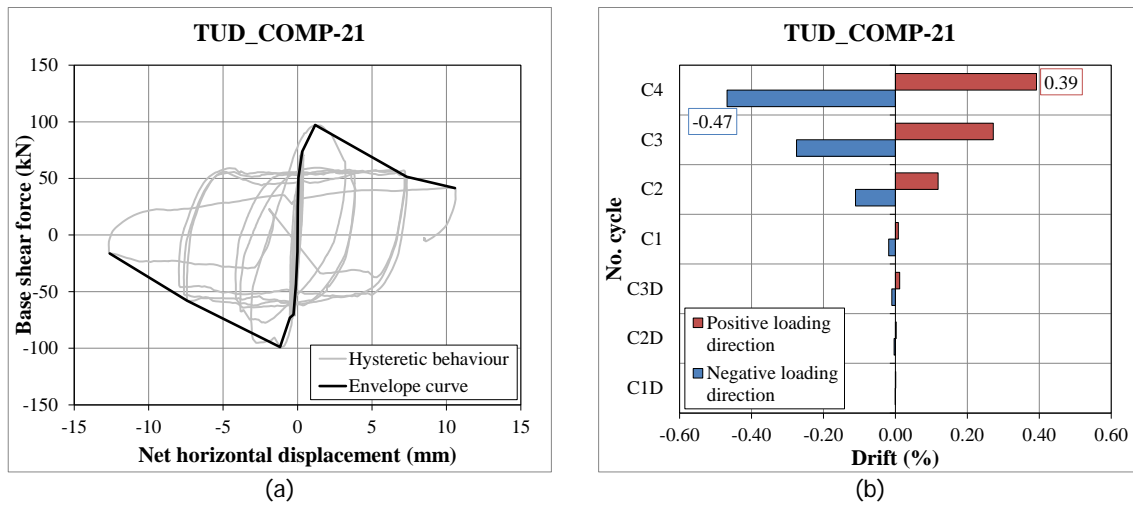 TUD_COMP-21
150
100
50
0
-50
-100
-150
-15
-10
-5
0
5
10
15
Base shear force (kN)
Net horizontal displacement (mm)
Hysteretic behaviour
Envelope curve
(a)
TUD_COMP-21
C4
C3
C2
C1
C3D
C2D
C1D
No. cycle
0.39
-0.47
Positive loading
direction
Negative loading
direction
-0.60
-0.40
-0.20
0.00
0.20
0.40
0.60
Drift (%)
(b)